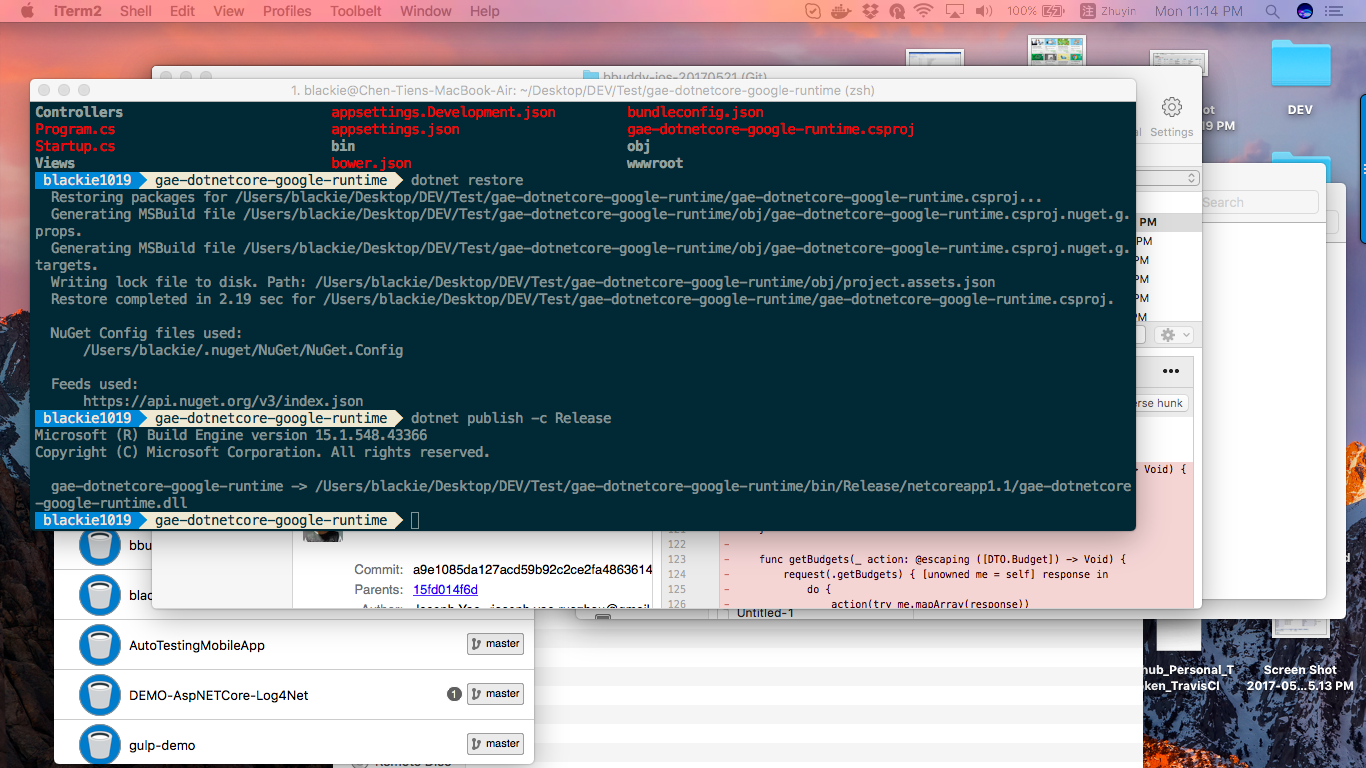 iTerm2 Shell Edit View Profiles Toolbelt Window Help 100% 注 Zhuyin Mon 11:14 PM
bbuddy-ios-20170521 (Git)
1. blackie@Chen-Tiens-MacBook-Air: ~/Desktop/DEV/Test/gae-dotnetcore-google-runtime (zsh)
Controllers appsettings.Development.json bundleconfig.json
Program.cs appsettings.json gae-dotnetcore-google-runtime.csproj
Startup.cs bin obj
Views bower.json wwwroot
blackie1019 gae-dotnetcore-google-runtime dotnet restore
Restoring packages for /Users/blackie/Desktop/DEV/Test/gae-dotnetcore-google-runtime/gae-dotnetcore-google-runtime.csproj...
Generating MSBuild file /Users/blackie/Desktop/DEV/Test/gae-dotnetcore-google-runtime/obj/gae-dotnetcore-google-runtime.csproj.nuget.g.
props.
Generating MSBuild file /Users/blackie/Desktop/DEV/Test/gae-dotnetcore-google-runtime/obj/gae-dotnetcore-google-runtime.csproj.nuget.g.
targets.
Writing lock file to disk. Path: /Users/blackie/Desktop/DEV/Test/gae-dotnetcore-google-runtime/obj/project.assets.json
Restore completed in 2.19 sec for /Users/blackie/Desktop/DEV/Test/gae-dotnetcore-google-runtime/gae-dotnetcore-google-runtime.csproj.
NuGet Config files used:
/Users/blackie/.nuget/NuGet/NuGet.Config
Feeds used:
https://api.nuget.org/v3/index.json
blackie1019 gae-dotnetcore-google-runtime dotnet publish -c Release
Microsoft (R) Build Engine version 15.1.548.43366
Copyright (C) Microsoft Corporation. All rights reserved.
gae-dotnetcore-google-runtime -> /Users/blackie/Desktop/DEV/Test/gae-dotnetcore-google-runtime/bin/Release/netcoreapp1.1/gae-dotnetcore
-google-runtime.dll
blackie1019 gae-dotnetcore-google-runtime
Settings
DEV
PM
Search
PM
PM
PM
PM
PM
PM
erse hunk
> Void) {
122 -
123 - func getBudgets(_ action: @escaping ([DTO.Budget]) -> Void) {
124 - request(.getBudgets) { [unowned me = self] response in
125 - do {
126 - action(try me.mapArray(response))
Commit: a9e1085da127acd59b92c2ce2fa4863614
Parents: 15fd014f6d
Untitled-1
bbu
blac
AutoTestingMobileApp master
DEMO-AspNETCore-Log4Net 1 master
gulp-demo master
Remote Disc
hub_Personal_T
ken_TravisCI
Screen Shot
2017-05...5.13 PM